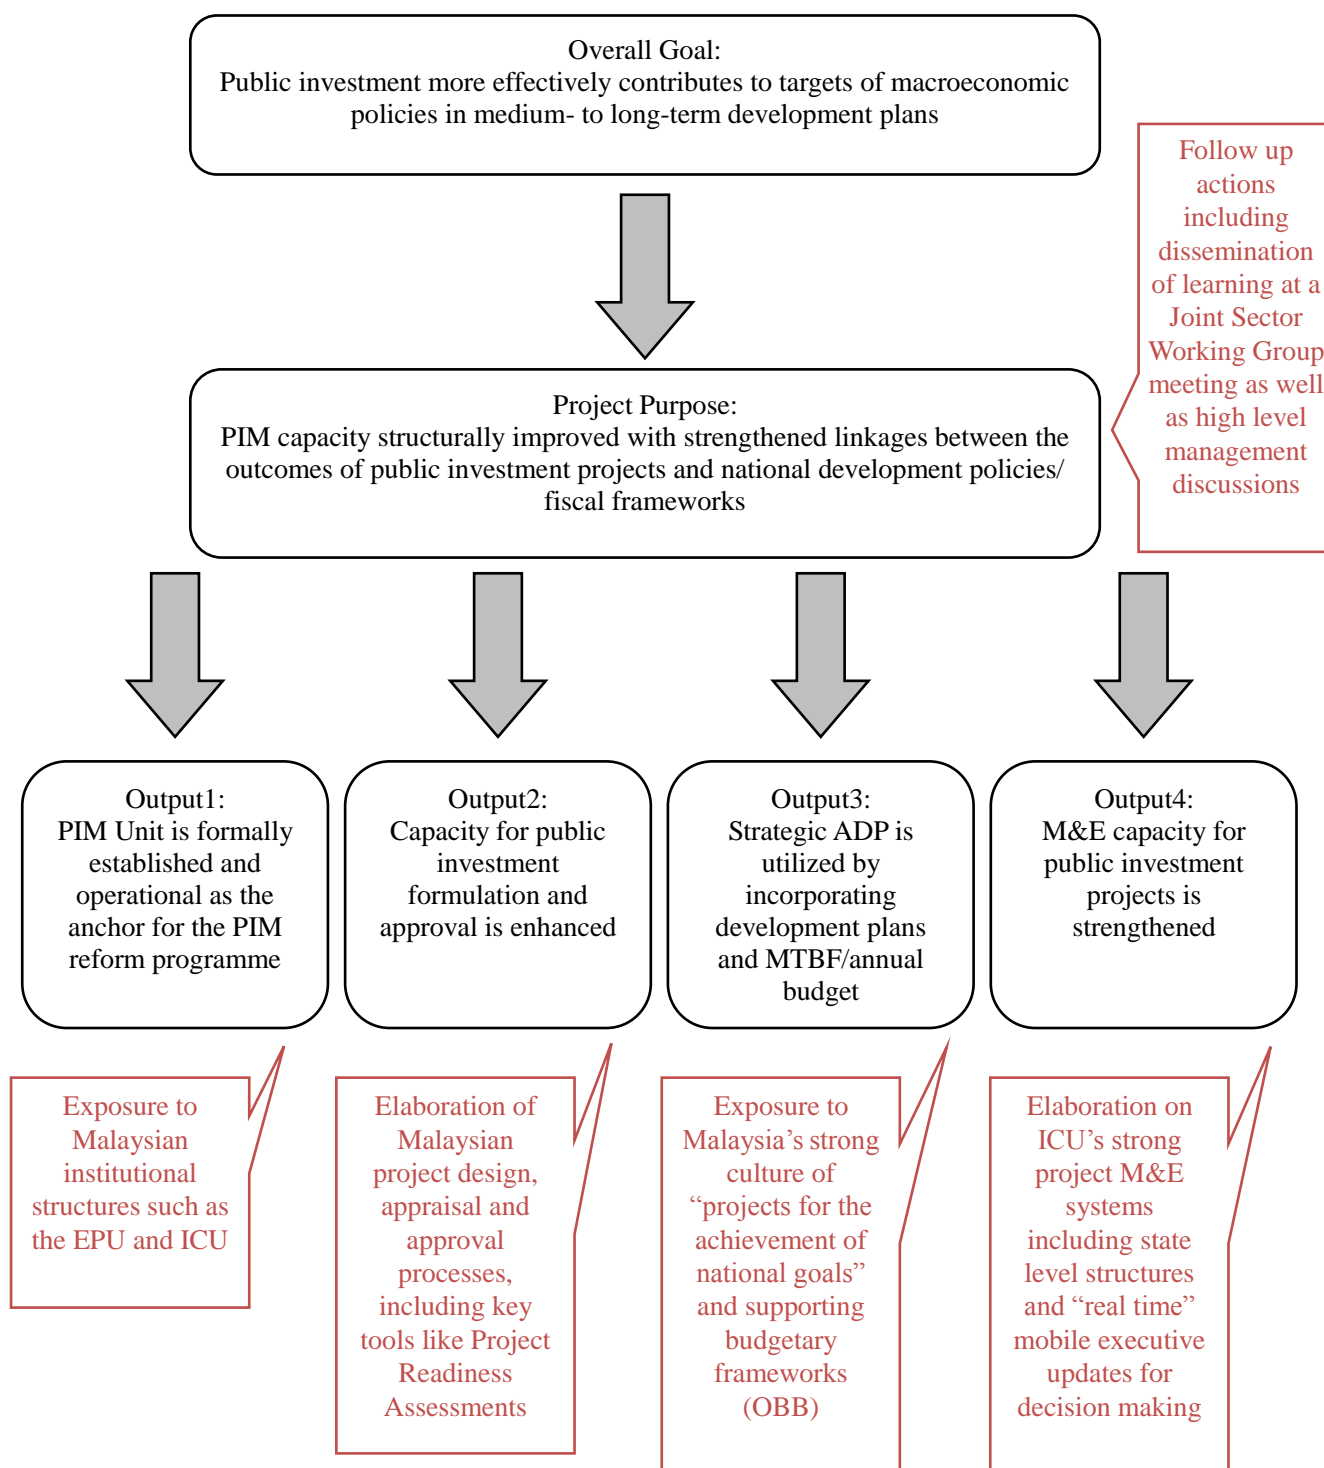 Overall Goal:
Public investment more effectively contributes to targets of macroeconomic
policies in medium- to long-term development plans
Follow up
actions
including
dissemination
of learning at a
Joint Sector
Working Group
meeting as well
as high level
management
discussions
Project Purpose:
PIM capacity structurally improved with strengthened linkages between the
outcomes of public investment projects and national development policies/
fiscal frameworks
Output1:
PIM Unit is formally
established and
operational as the
anchor for the PIM
reform programme
Output2:
Capacity for public
investment
formulation and
approval is enhanced
Output3:
Strategic ADP is
utilized by
incorporating
development plans
and MTBF/annual
budget
Output4:
M&E capacity for
public investment
projects is
strengthened
Exposure to
Malaysian
institutional
structures such as
the EPU and ICU
Elaboration of
Malaysian
project design,
appraisal and
approval
processes,
including key
tools like Project
Readiness
Assessments
Exposure to
Malaysia’s strong
culture of
“projects for the
achievement of
national goals”
and supporting
budgetary
frameworks
(OBB)
Elaboration on
ICU’s strong
project M&E
systems
including state
level structures
and “real time”
mobile executive
updates for
decision making